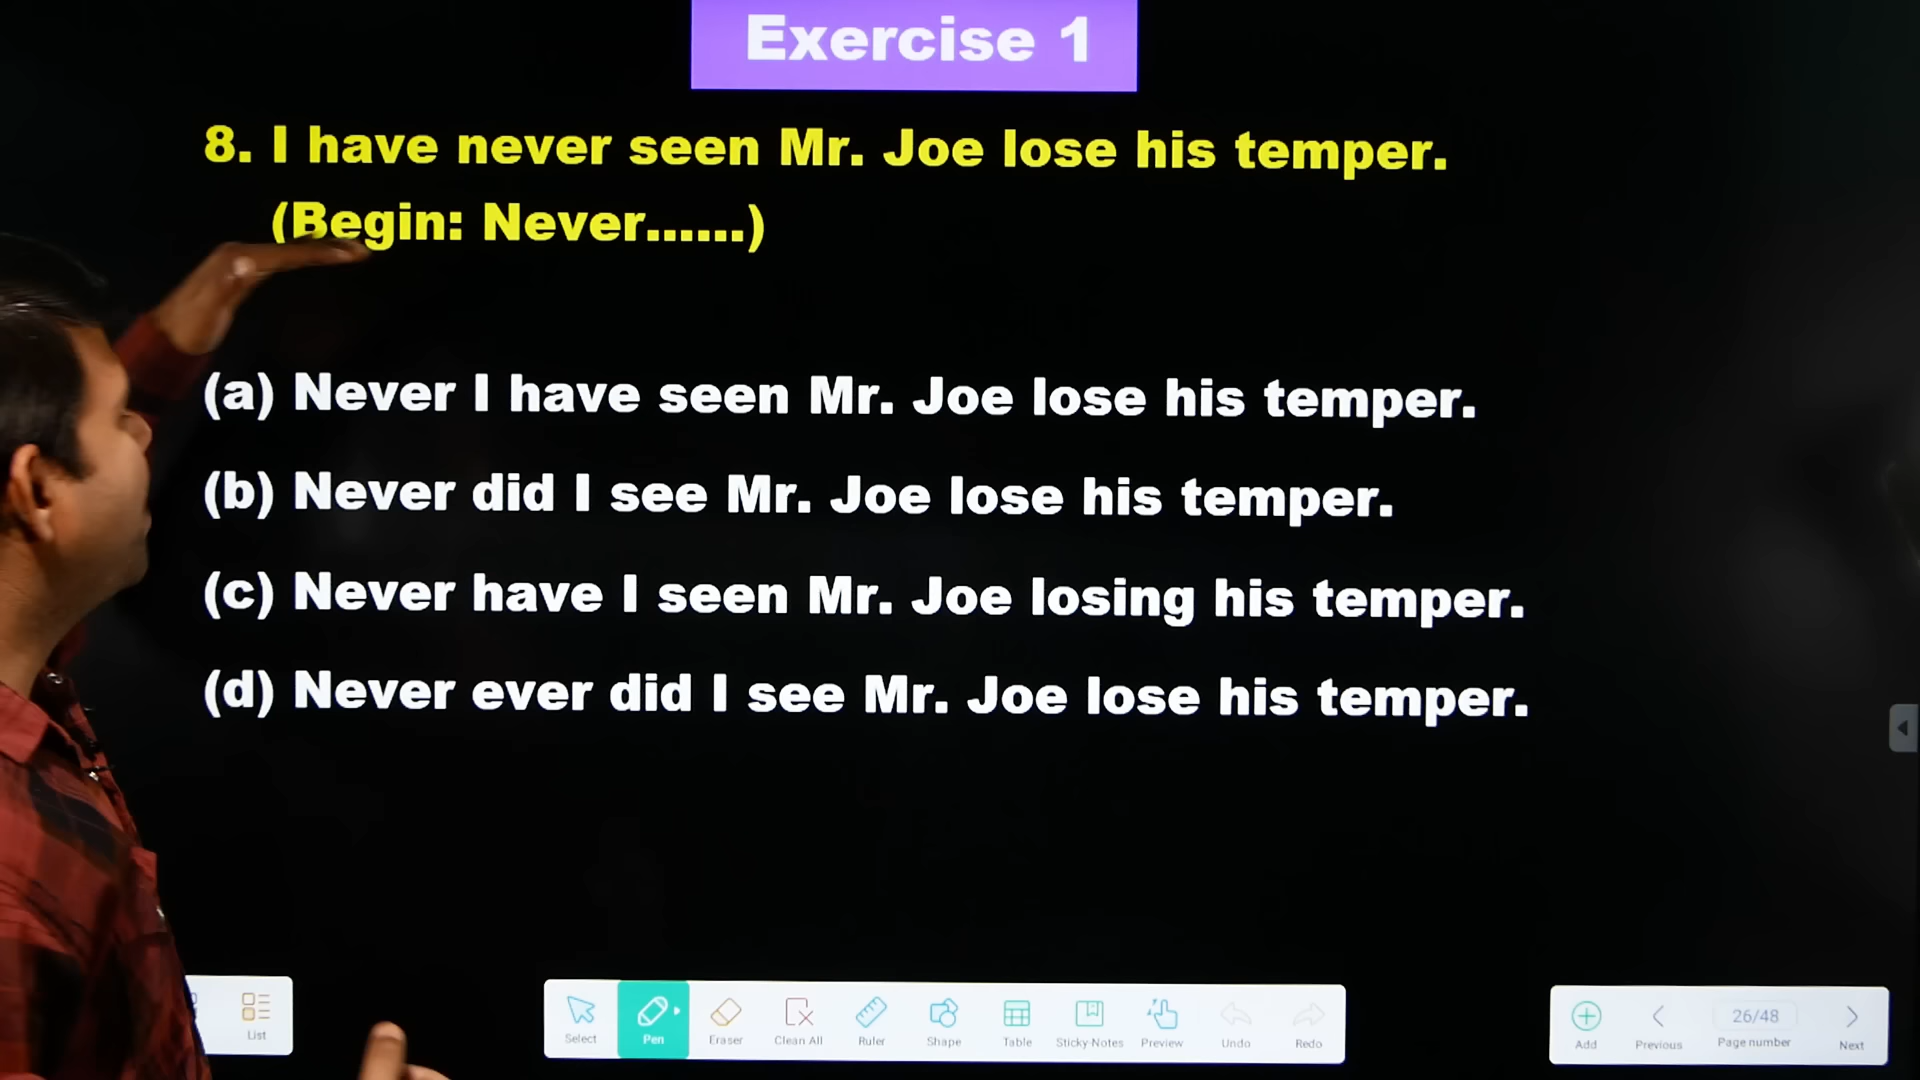 Exercise 1
8. I have never seen Mr. Joe lose his temper.
(Begin: Never......)
(a) Never I have seen Mr. Joe lose his temper.
(b) Never did I see Mr. Joe lose his temper.
(c) Never have I seen Mr. Joe losing his temper.
(d) Never ever did I see Mr. Joe lose his temper.
List
Select
Pen
Eraser
Clean All
Ruler
Shape
Table
Sticky Notes
Preview
Undo
Redo
Add
Previous
26/48
Page number
Next